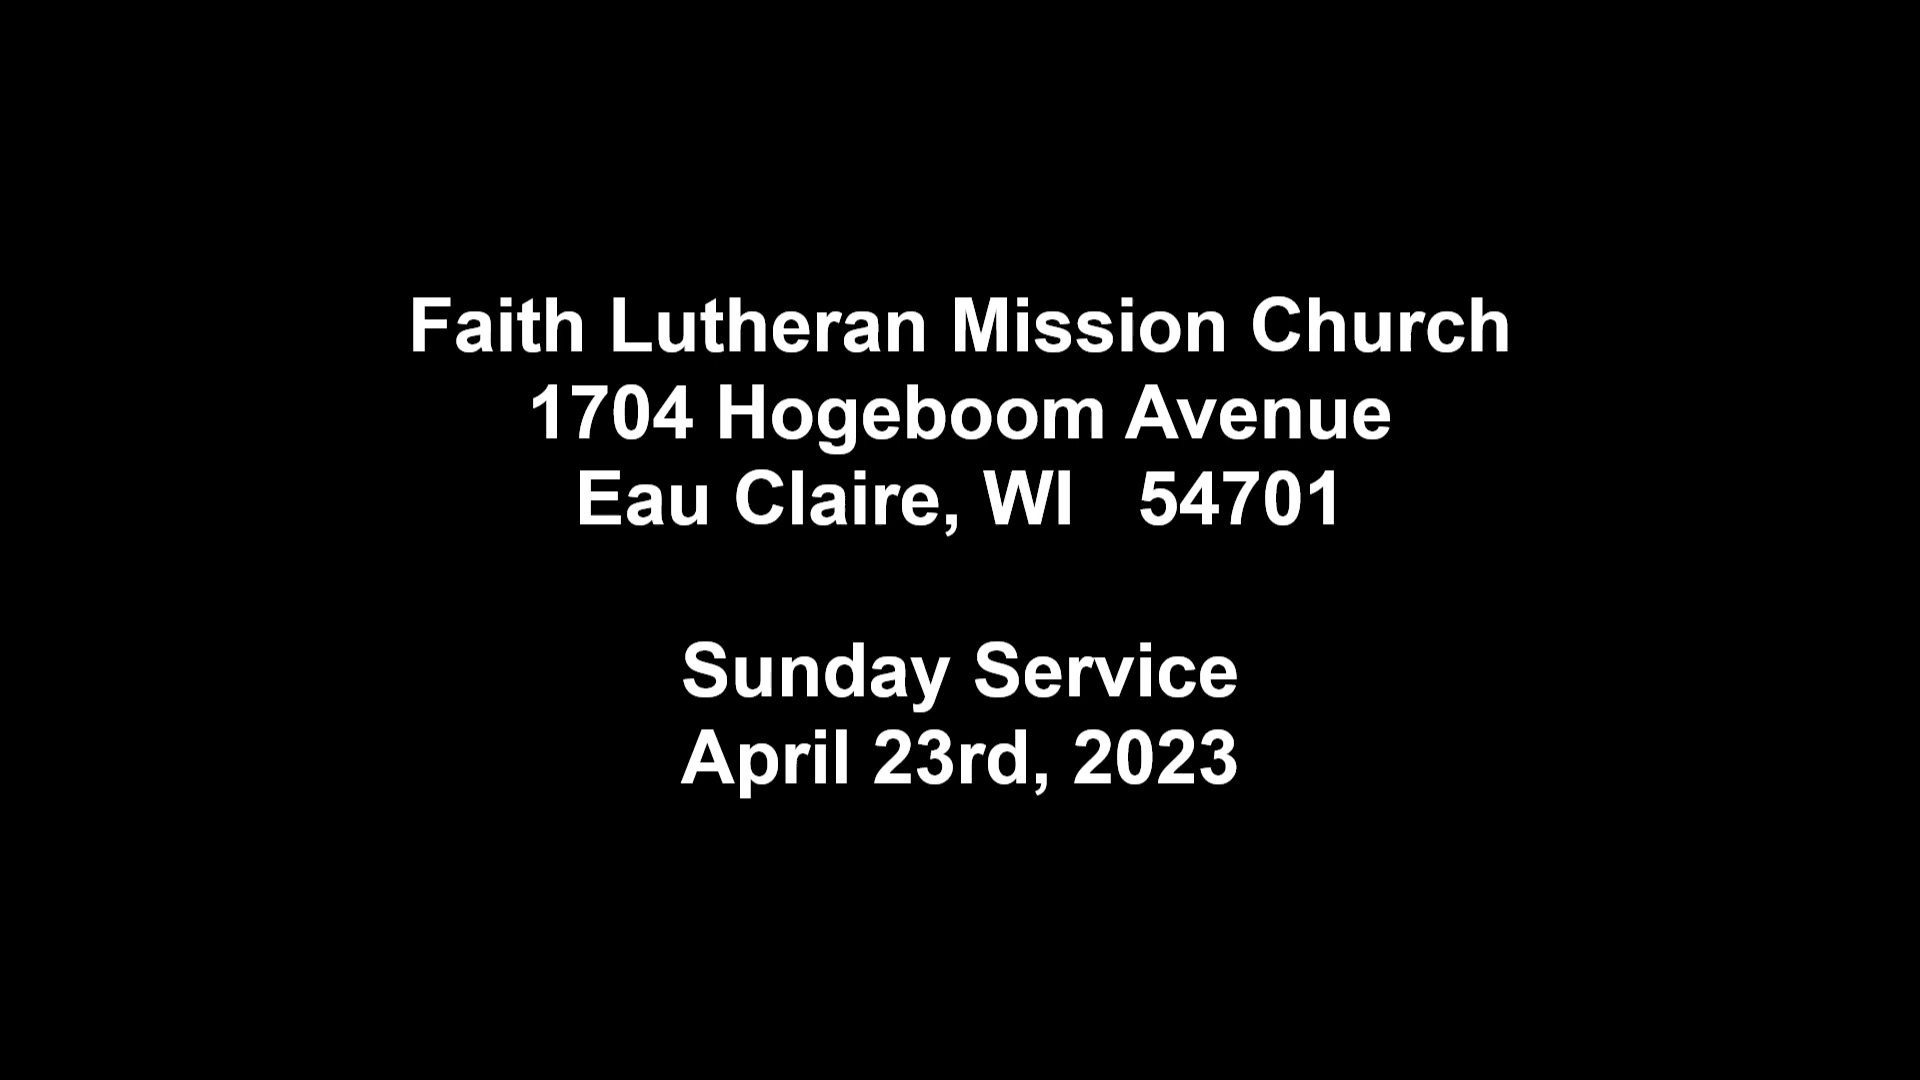 Faith Lutheran Mission Church
1704 Hogeboom Avenue
Eau Claire, WI   54701
Sunday Service
April 23rd, 2023